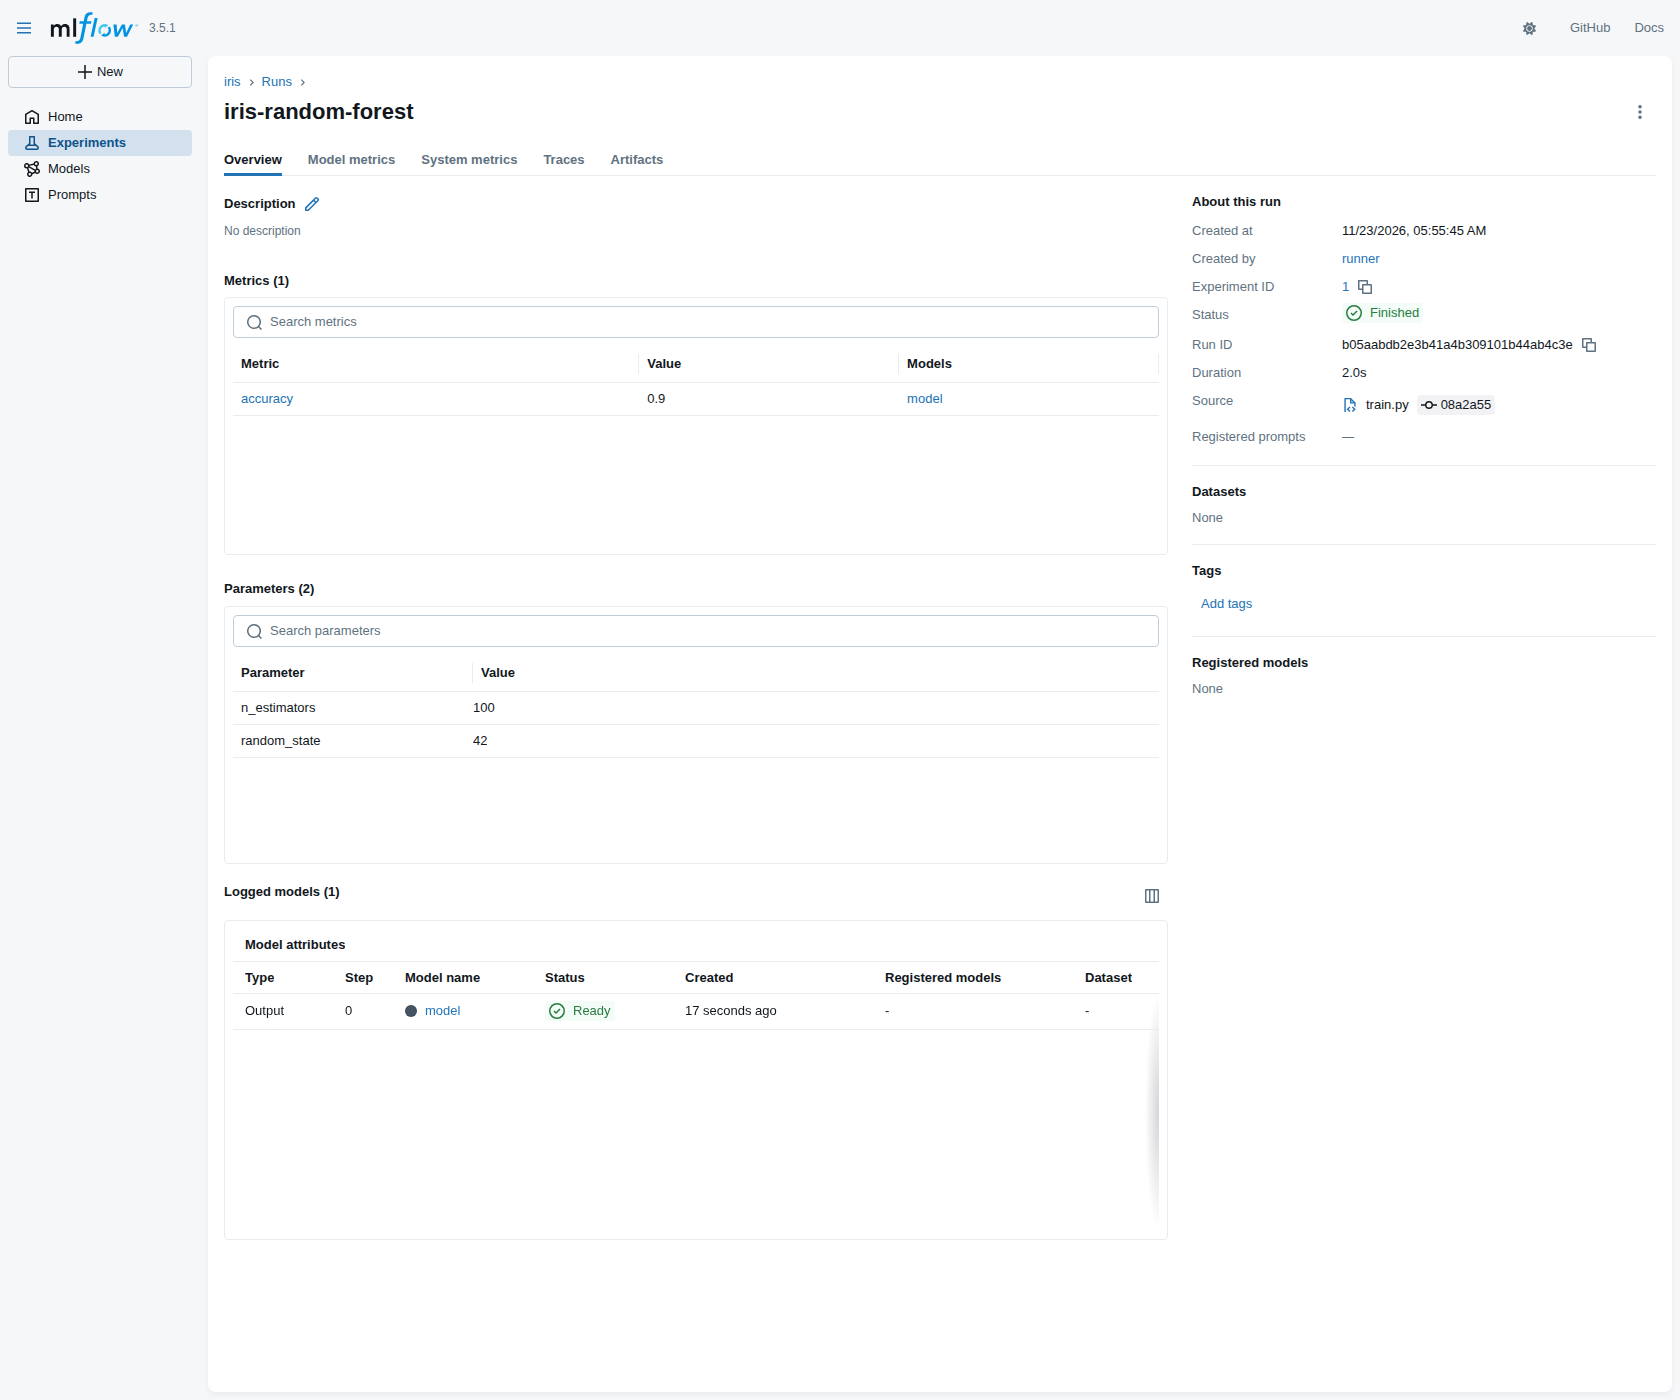 mlflow 3.5.1
GitHub Docs
New
Home
Experiments
Models
Prompts
iris > Runs >
iris-random-forest
Overview Model metrics System metrics Traces Artifacts
Description
No description
Metrics (1)
Search metrics
Metric Value Models
accuracy 0.9 model
Parameters (2)
Search parameters
Parameter Value
n_estimators 100
random_state 42
Logged models (1)
Model attributes
Type Step Model name Status Created Registered models Dataset
Output 0 model Ready 17 seconds ago - -
About this run
Created at 11/23/2026, 05:55:45 AM
Created by runner
Experiment ID 1
Status Finished
Run ID b05aabdb2e3b41a4b309101b44ab4c3e
Duration 2.0s
Source train.py 08a2a55
Registered prompts —
Datasets
None
Tags
Add tags
Registered models
None